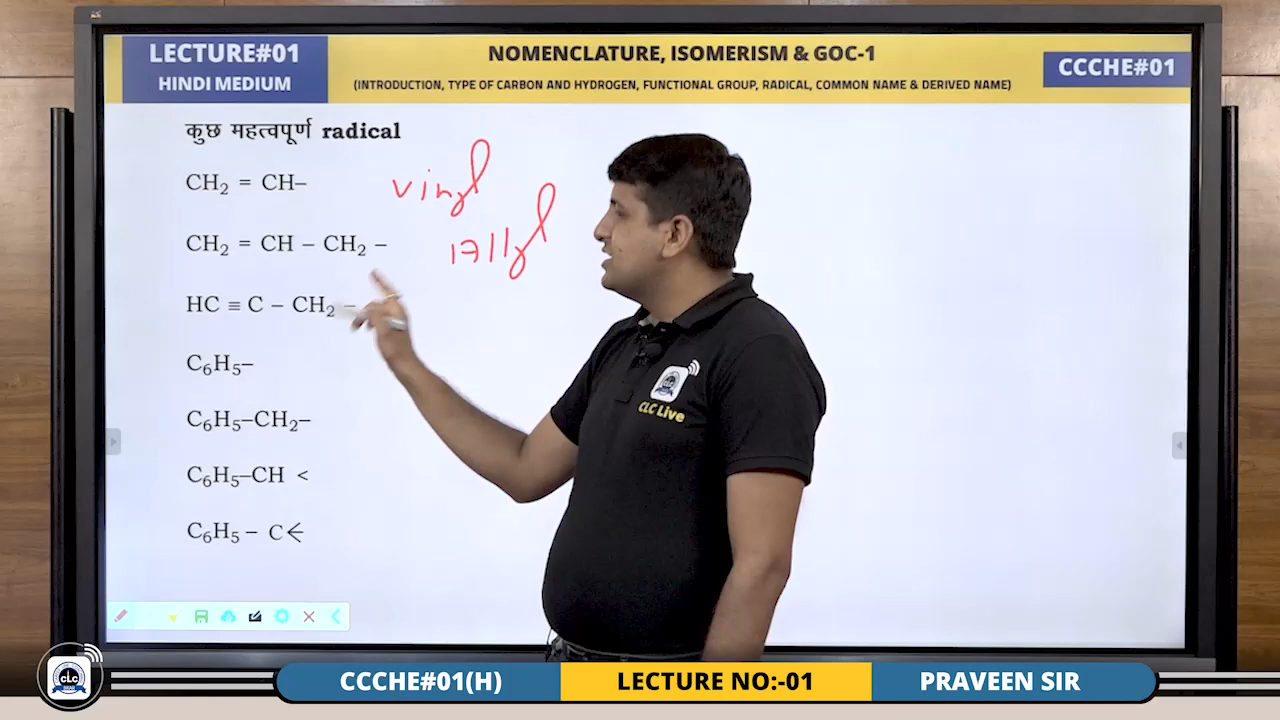 LECTURE#01
HINDI MEDIUM
NOMENCLATURE, ISOMERISM & GOC-1
(INTRODUCTION, TYPE OF CARBON AND HYDROGEN, FUNCTIONAL GROUP, RADICAL, COMMON NAME & DERIVED NAME)
CCCHE#01
कुछ महत्वपूर्ण radical
CH₂ = CH– vinyl
CH₂ = CH – CH₂ – Allyl
HC ≡ C – CH₂ –
C₆H₅–
C₆H₅–CH₂–
C₆H₅–CH <
C₆H₅ – C⋲
CLC Live
CLC
CCCHE#01(H)
LECTURE NO:-01
PRAVEEN SIR